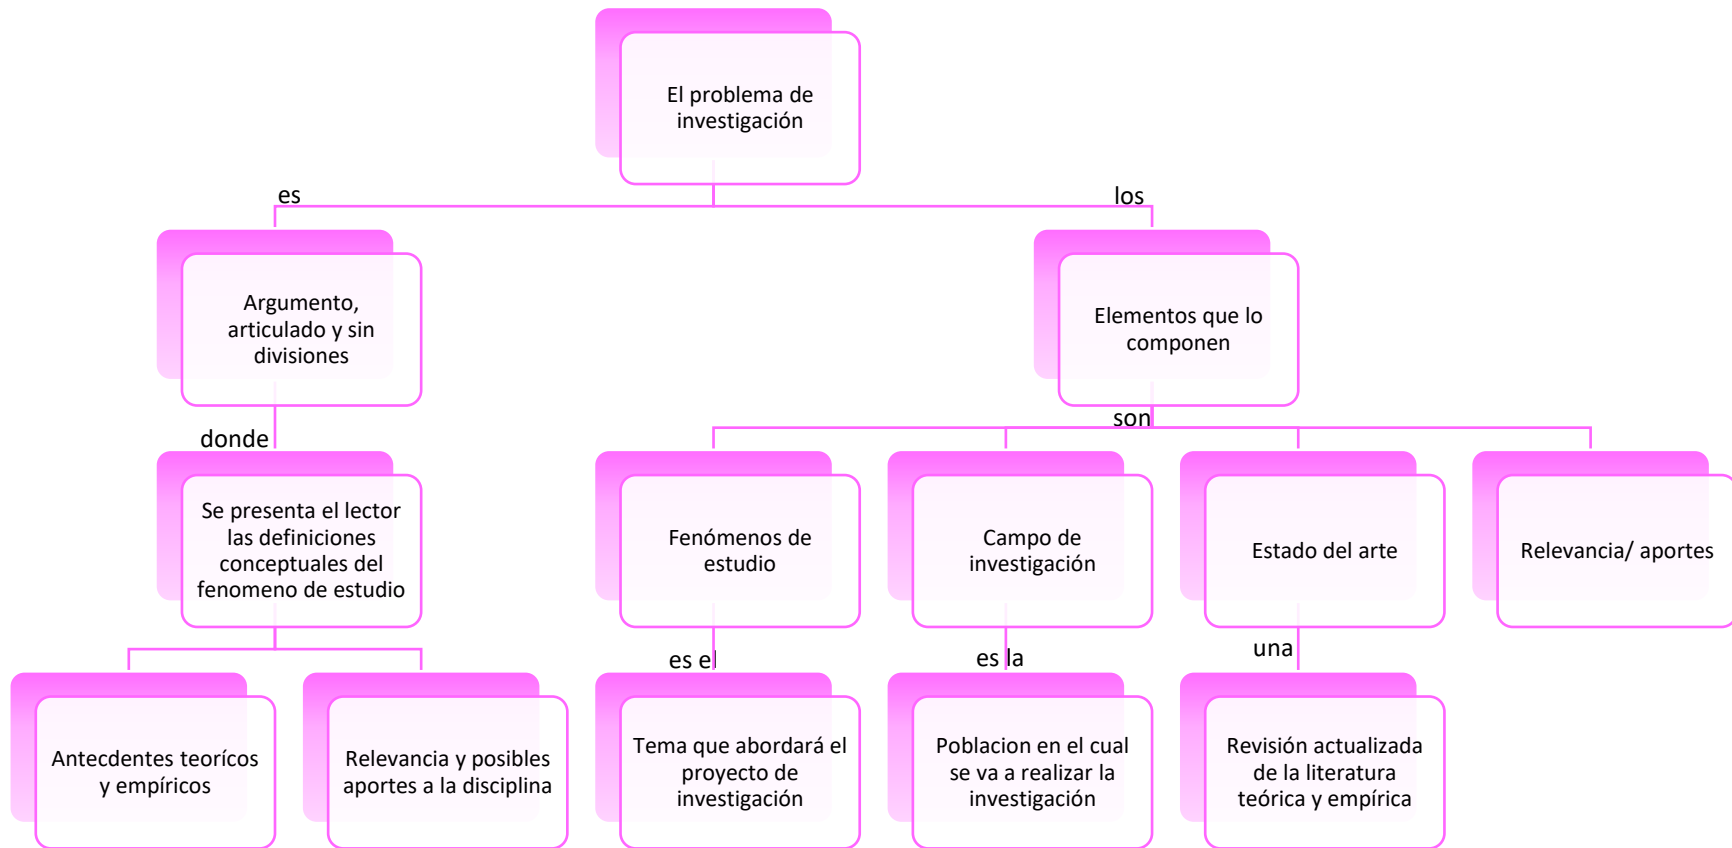 El problema de
investigación
es
los
Argumento,
articulado y sin
divisiones
Elementos que lo
componen
donde
son
Se presenta el lector
las definiciones
conceptuales del
fenomeno de estudio
Fenómenos de
estudio
Campo de
investigación
Estado del arte
Relevancia/ aportes
es el
es la
una
Antecdentes teorícos
y empíricos
Relevancia y posibles
aportes a la disciplina
Tema que abordará el
proyecto de
investigación
Poblacion en el cual
se va a realizar la
investigación
Revisión actualizada
de la literatura
teórica y empírica